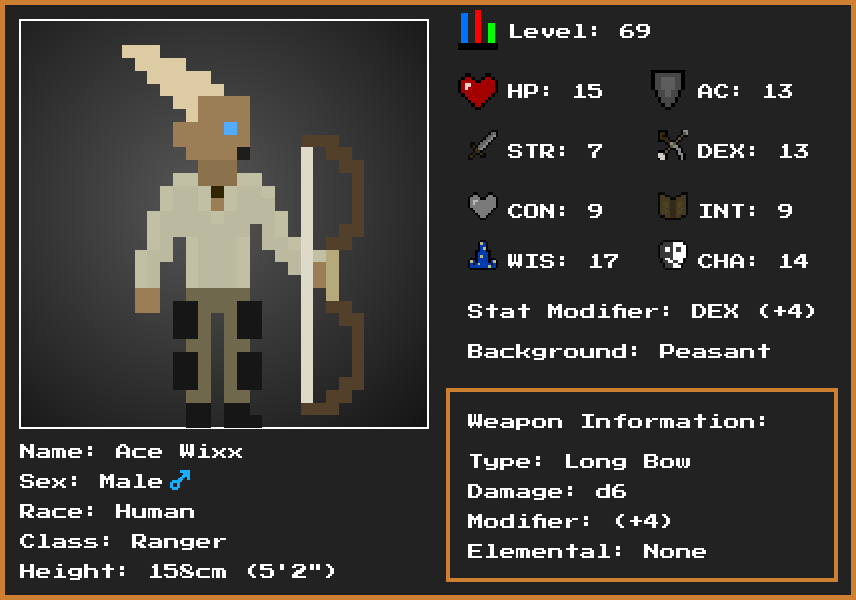 Level: 69
HP: 15
AC: 13
STR: 7
DEX: 13
CON: 9
INT: 9
WIS: 17
CHA: 14
Stat Modifier: DEX (+4)
Background: Peasant
Weapon Information:
Type: Long Bow
Damage: d6
Modifier: (+4)
Elemental: None
Name: Ace Wixx
Sex: Male ♂
Race: Human
Class: Ranger
Height: 158cm (5'2")